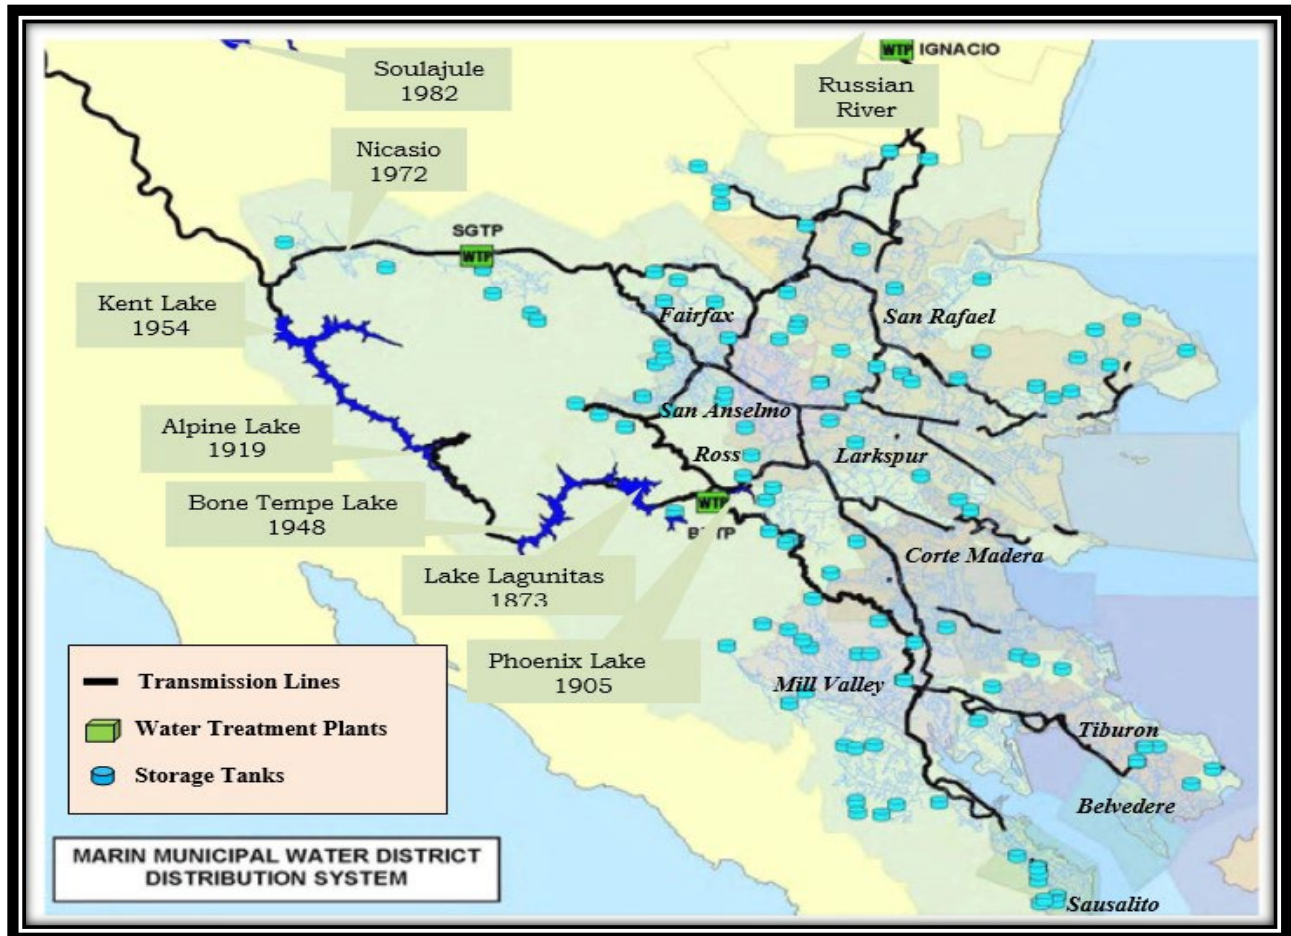 Soulajule
1982
WTP IGNACIO
Russian
River
Nicasio
1972
SGTP
WTP
Kent Lake
1954
Fairfax
San Rafael
Alpine Lake
1919
San Anselmo
Ross
Larkspur
Bone Tempe Lake
1948
WTP
Corte Madera
Lake Lagunitas
1873
Phoenix Lake
1905
Mill Valley
Tiburon
Belvedere
Sausalito
Transmission Lines
Water Treatment Plants
Storage Tanks
MARIN MUNICIPAL WATER DISTRICT
DISTRIBUTION SYSTEM